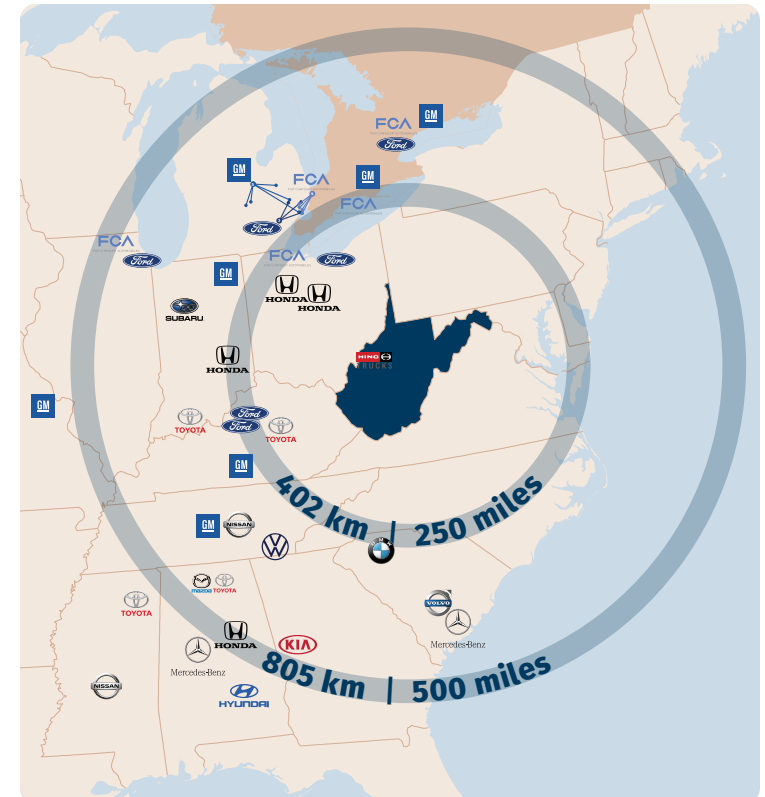 GM
FCA
Ford
GM
GM
FCA
FCA
Ford
FCA
Ford
FCA
Ford
GM
HONDA
HONDA
SUBARU
HONDA
HINO
TRUCKS
GM
TOYOTA
Ford
Ford
TOYOTA
GM
402 km | 250 miles
GM
NISSAN
BMW
mazda
TOYOTA
TOYOTA
VOLVO
HONDA
KIA
Mercedes-Benz
Mercedes-Benz
805 km | 500 miles
NISSAN
HYUNDAI